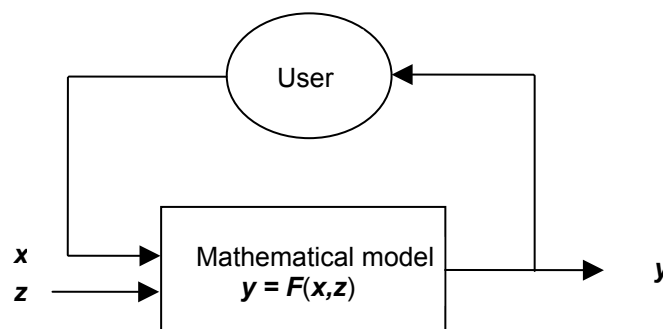 User
x
z
Mathematical model
y = F(x,z)
y